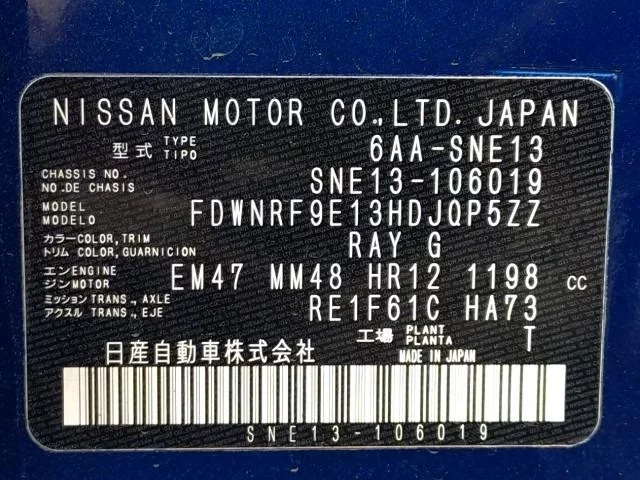 NISSAN MOTOR CO.,LTD. JAPAN
型式 TYPE TIPO 6AA-SNE13
CHASSIS NO. NO.DE CHASIS SNE13-106019
MODEL MODELO FDWNRF9E13HDJQP5ZZ
カラー COLOR, TRIM トリム COLOR, GUARNICION RAY G
エンジン ENGINE MOTOR EM47 MM48 HR12 1198 CC
ミッション TRANS., AXLE アクスル TRANS., EJE RE1F61C HA73
工場 PLANT PLANTA T
日産自動車株式会社 MADE IN JAPAN
SNE13-106019